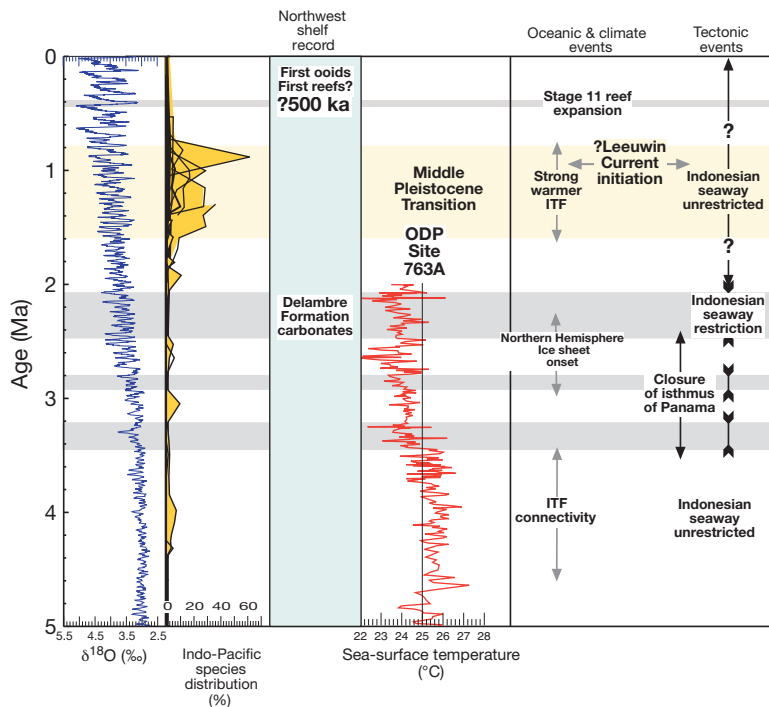 Northwest
shelf
record
Oceanic & climate
events
Tectonic
events
0
1
2
3
4
5
Age (Ma)
First ooids
First reefs?
?500 ka
Stage 11 reef
expansion
?
?Leeuwin
Current
initiation
Strong
warmer
ITF
Indonesian
seaway
unrestricted
Middle
Pleistocene
Transition
?
ODP
Site
763A
Delambre
Formation
carbonates
Indonesian
seaway
restriction
Northern Hemisphere
Ice sheet
onset
Closure
of isthmus
of Panama
ITF
connectivity
Indonesian
seaway
unrestricted
0 20 40 60
5.5 4.5 3.5 2.5
δ18O (‰)
Indo-Pacific
species
distribution
(%)
22 23 24 25 26 27 28
Sea-surface temperature
(°C)